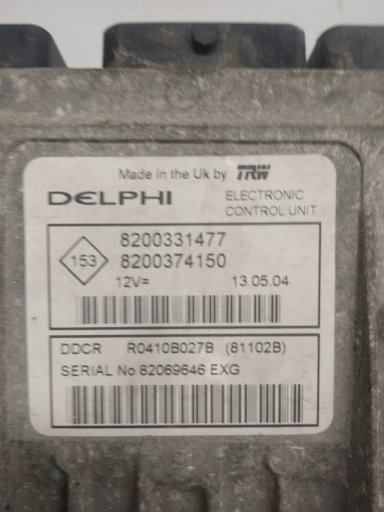 Made in the Uk by TRW
DELPHI ELECTRONIC
CONTROL UNIT
153
8200331477
8200374150
12V= 13.05.04
DDCR R0410B027B (81102B)
SERIAL No 82069646 EXG